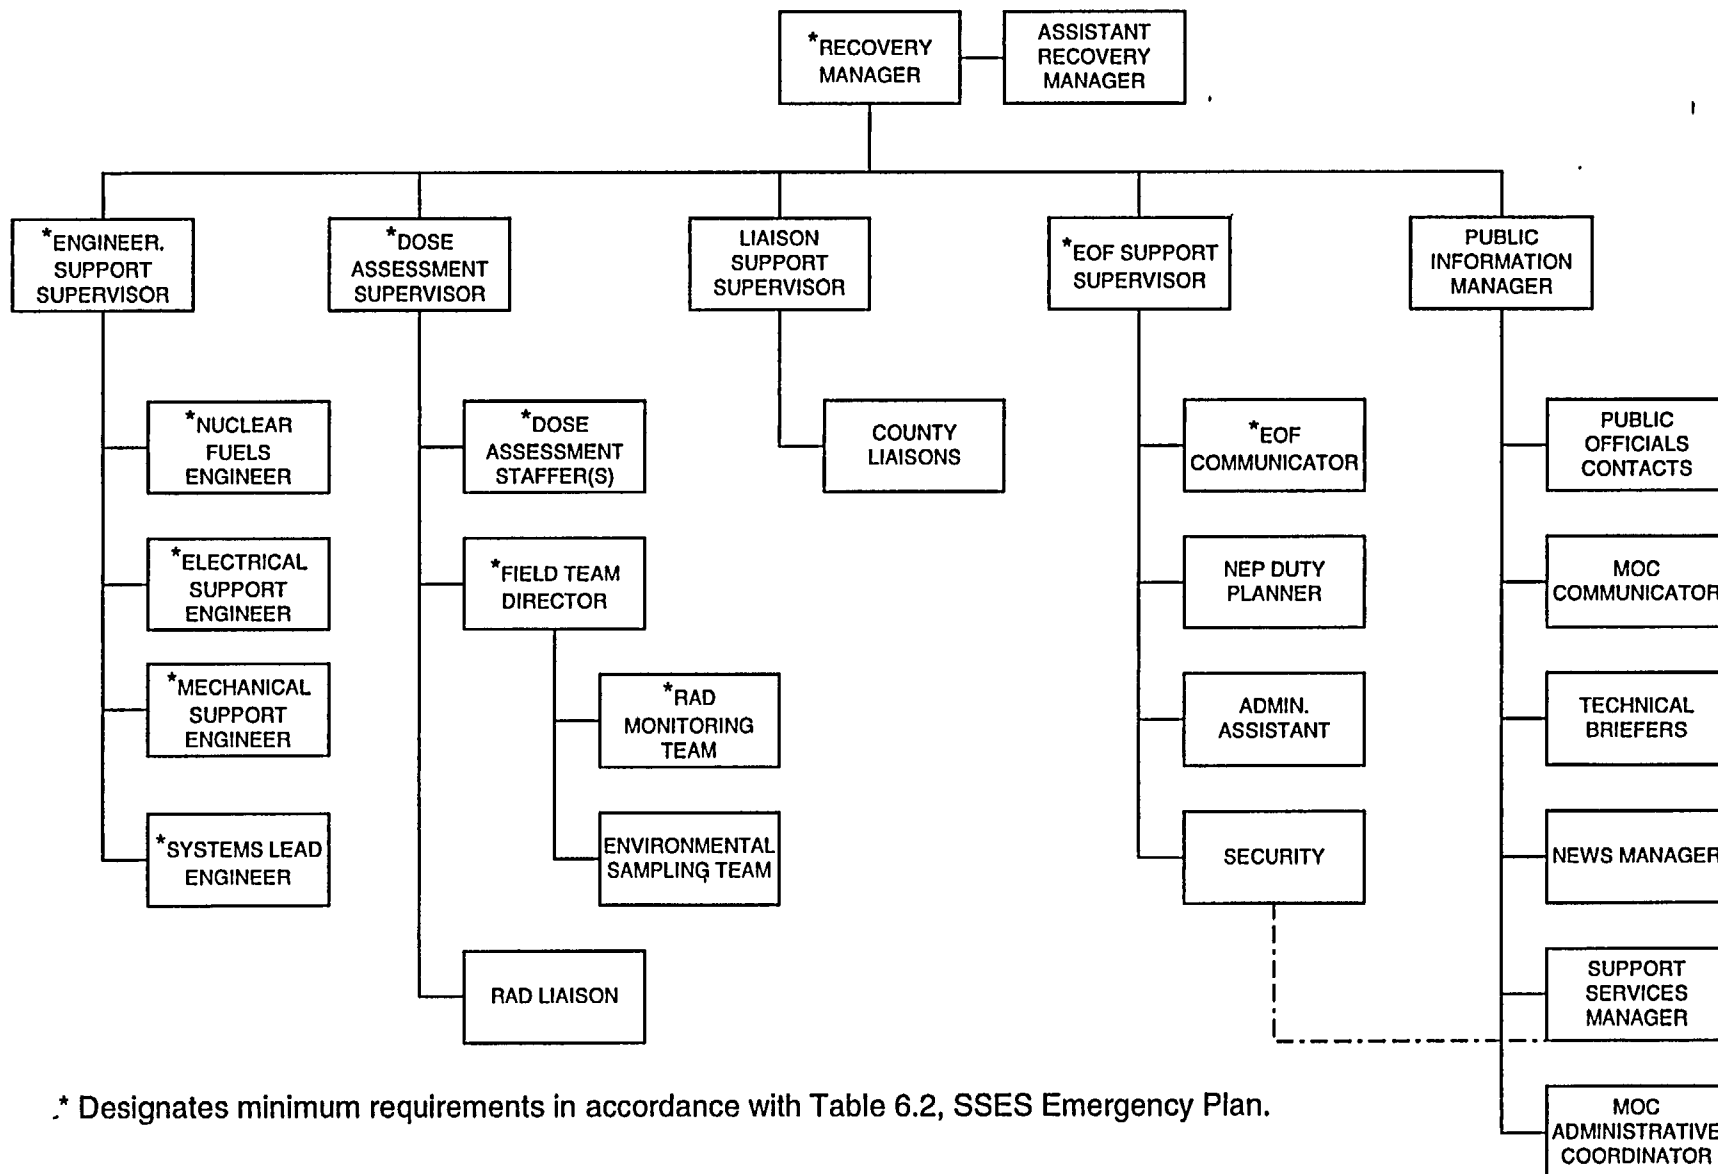 *RECOVERY
MANAGER
ASSISTANT
RECOVERY
MANAGER
*ENGINEER.
SUPPORT
SUPERVISOR
*DOSE
ASSESSMENT
SUPERVISOR
LIAISON
SUPPORT
SUPERVISOR
*EOF SUPPORT
SUPERVISOR
PUBLIC
INFORMATION
MANAGER
*NUCLEAR
FUELS
ENGINEER
*ELECTRICAL
SUPPORT
ENGINEER
*MECHANICAL
SUPPORT
ENGINEER
*SYSTEMS LEAD
ENGINEER
*DOSE
ASSESSMENT
STAFFER(S)
*FIELD TEAM
DIRECTOR
*RAD
MONITORING
TEAM
ENVIRONMENTAL
SAMPLING TEAM
RAD LIAISON
COUNTY
LIAISONS
*EOF
COMMUNICATOR
NEP DUTY
PLANNER
ADMIN.
ASSISTANT
SECURITY
PUBLIC
OFFICIALS
CONTACTS
MOC
COMMUNICATOR
TECHNICAL
BRIEFERS
NEWS MANAGER
SUPPORT
SERVICES
MANAGER
MOC
ADMINISTRATIVE
COORDINATOR
* Designates minimum requirements in accordance with Table 6.2, SSES Emergency Plan.